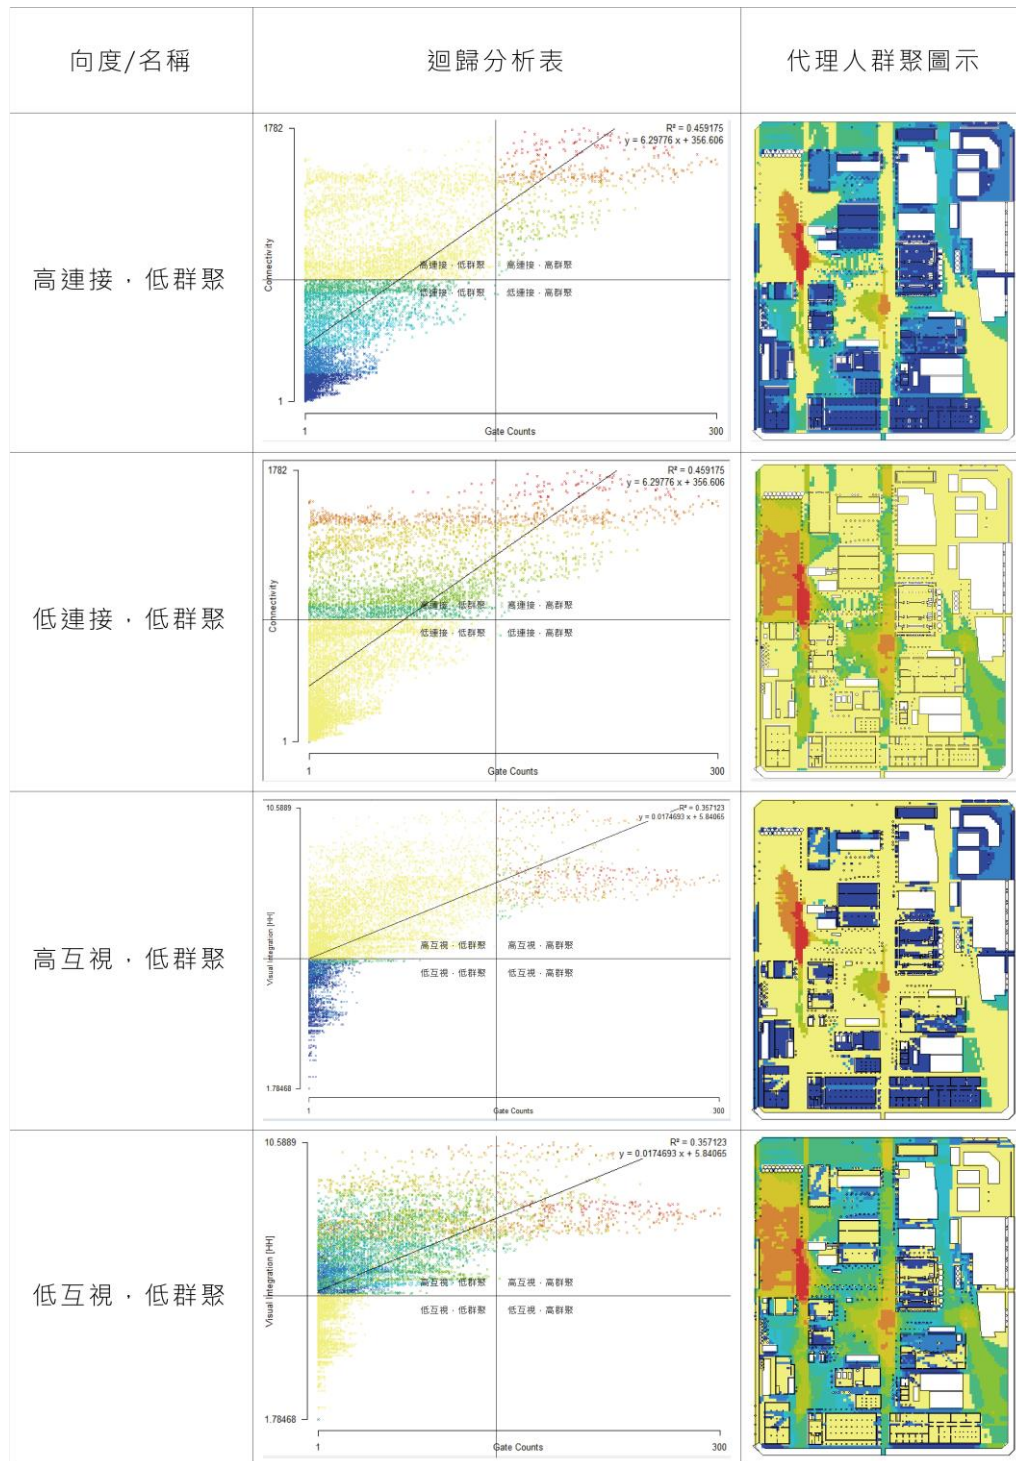 向度/名稱
迴歸分析表
代理人群聚圖示
高連接，低群聚
1782
R² = 0.459175
y = 6.29776 x + 356.606
Connectivity
高連接．低群聚
高連接．高群聚
低連接．低群聚
低連接．高群聚
1
1
Gate Counts
300
低連接，低群聚
1782
R² = 0.459175
y = 6.29776 x + 356.606
Connectivity
高連接．低群聚
高連接．高群聚
低連接．低群聚
低連接．高群聚
1
1
Gate Counts
300
高互視，低群聚
10.5889
R² = 0.357123
y = 0.0174693 x + 5.84065
Visual Integration [HH]
高互視．低群聚
高互視．高群聚
低互視．低群聚
低互視．高群聚
1.78468
1
Gate Counts
300
低互視，低群聚
10.5889
R² = 0.357123
y = 0.0174693 x + 5.84065
Visual Integration [HH]
高互視．低群聚
高互視．高群聚
低互視．低群聚
低互視．高群聚
1.78468
1
Gate Counts
300